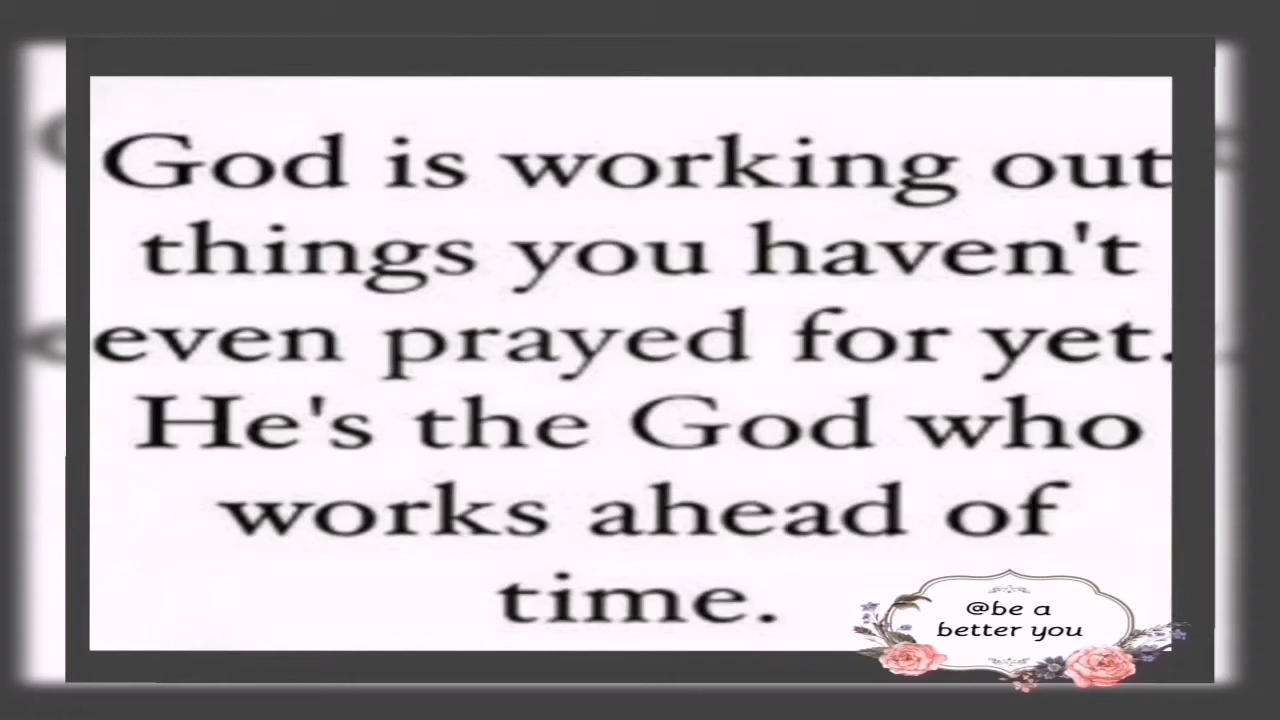 God is working out
things you haven't
even prayed for yet.
He's the God who
works ahead of
time.
@be a
better you